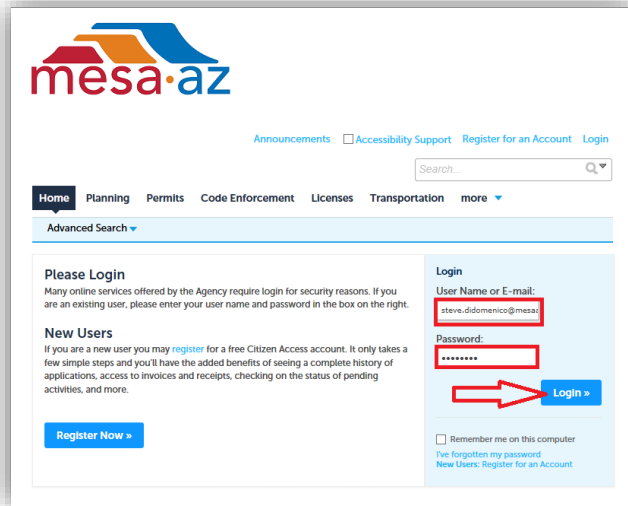 mesa·az
Announcements Accessibility Support Register for an Account Login
Search...
Home Planning Permits Code Enforcement Licenses Transportation more
Advanced Search
Please Login
Many online services offered by the Agency require login for security reasons. If you
are an existing user, please enter your user name and password in the box on the right.
New Users
If you are a new user you may register for a free Citizen Access account. It only takes a
few simple steps and you'll have the added benefits of seeing a complete history of
applications, access to invoices and receipts, checking on the status of pending
activities, and more.
Register Now »
Login
User Name or E-mail:
steve.didomenico@mesaa
Password:
••••••••
Login »
Remember me on this computer
I've forgotten my password
New Users: Register for an Account